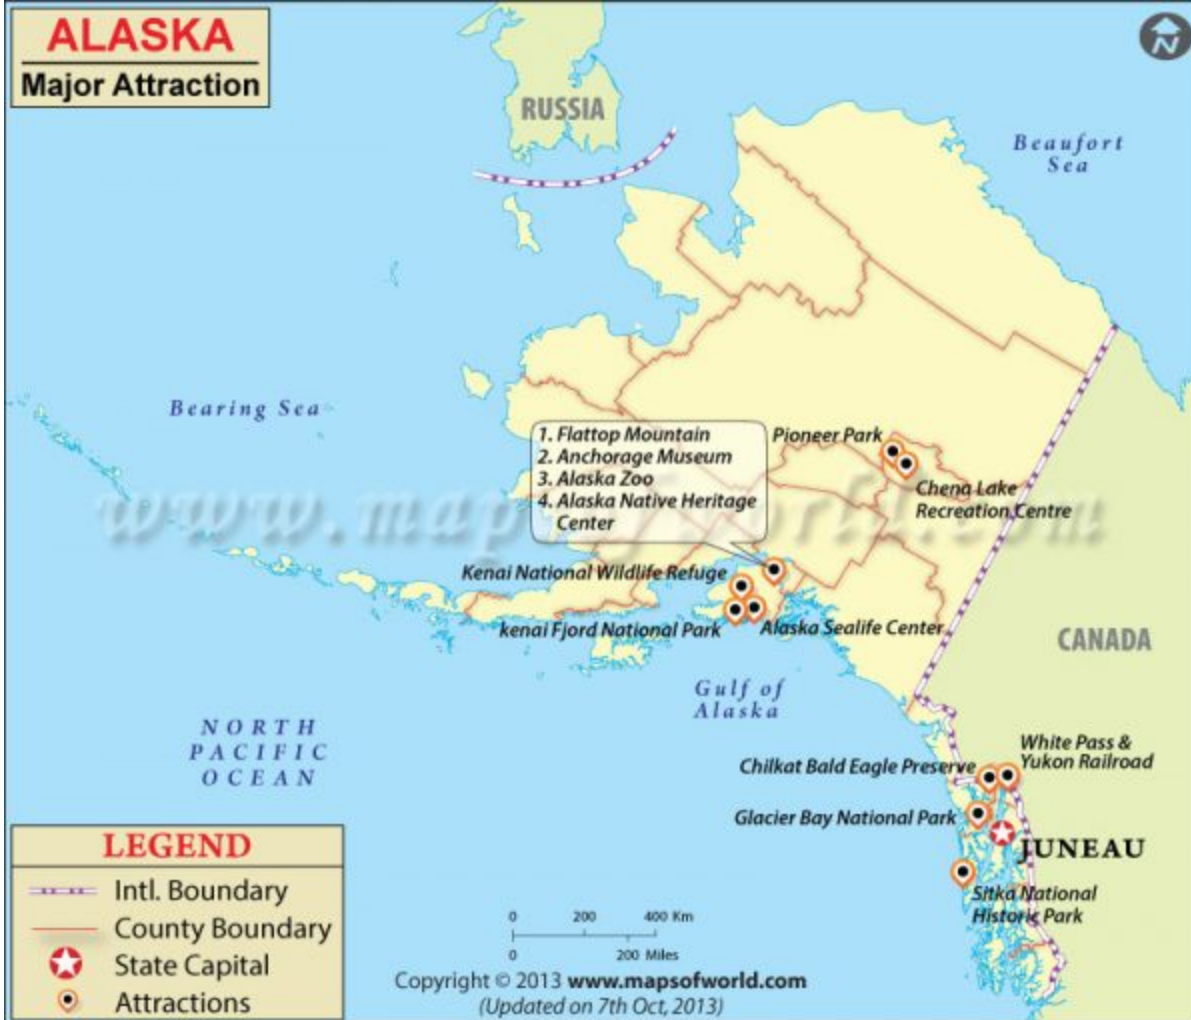 ALASKA
Major Attraction
N
RUSSIA
Beaufort
Sea
Bearing Sea
1. Flattop Mountain
2. Anchorage Museum
3. Alaska Zoo
4. Alaska Native Heritage
Center
Pioneer Park
Chena Lake
Recreation Centre
www.mapsofworld.com
Kenai National Wildlife Refuge
kenai Fjord National Park
Alaska Sealife Center
CANADA
Gulf of
Alaska
NORTH
PACIFIC
OCEAN
White Pass &
Yukon Railroad
Chilkat Bald Eagle Preserve
Glacier Bay National Park
JUNEAU
Sitka National
Historic Park
LEGEND
Intl. Boundary
County Boundary
State Capital
Attractions
0 200 400 Km
0 200 Miles
Copyright © 2013 www.mapsofworld.com
(Updated on 7th Oct, 2013)